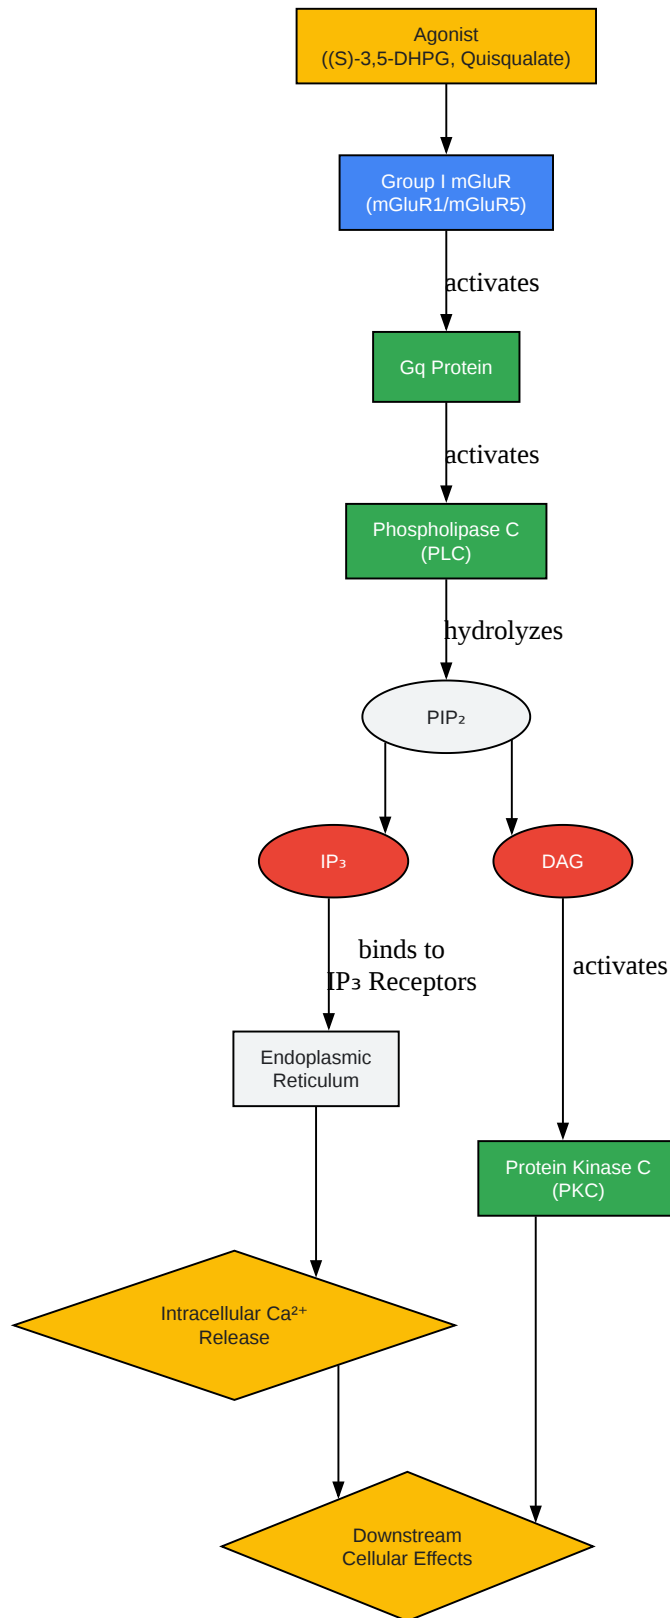 Agonist
((S)-3,5-DHPG, Quisqualate)
Group I mGluR
(mGluR1/mGluR5)
activates
Gq Protein
activates
Phospholipase C
(PLC)
hydrolyzes
PIP₂
IP₃
DAG
binds to
IP₃ Receptors
activates
Endoplasmic
Reticulum
Protein Kinase C
(PKC)
Intracellular Ca²⁺
Release
Downstream
Cellular Effects